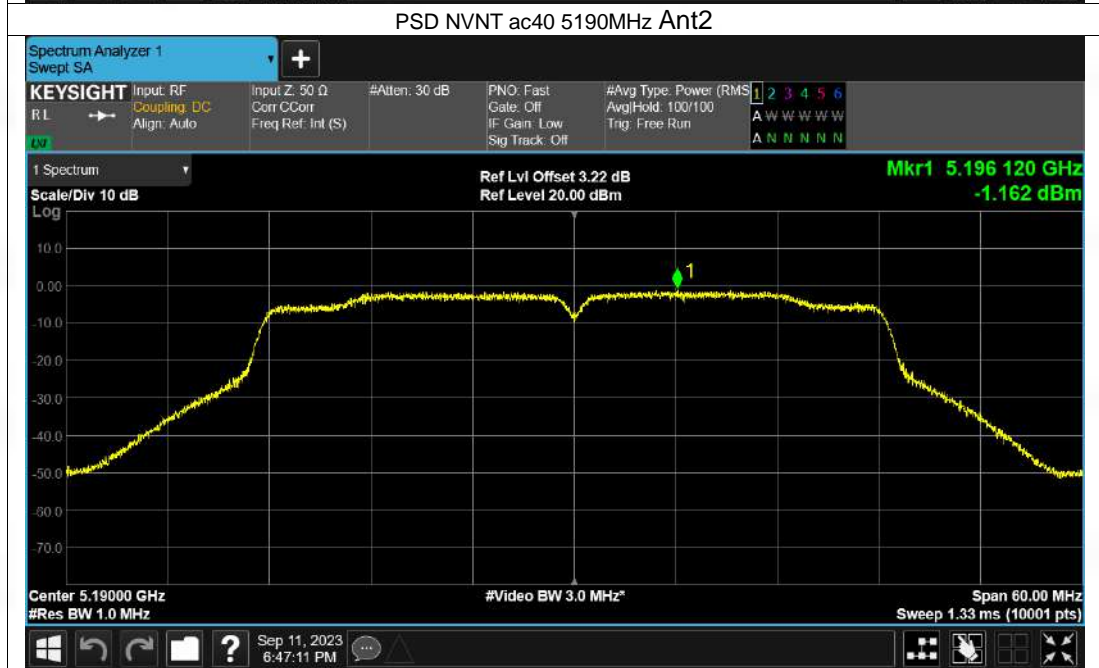 PSD NVNT ac40 5190MHz Ant2
Spectrum Analyzer 1
Swept SA
+
KEYSIGHT
RL
LXI
Input: RF
Coupling: DC
Align: Auto
Input Z: 50 Ω
Corr CCorr
Freq Ref: Int (S)
#Atten: 30 dB
PNO: Fast
Gate: Off
IF Gain: Low
Sig Track: Off
#Avg Type: Power (RMS
Avg|Hold: 100/100
Trig: Free Run
1 2 3 4 5 6
A W W W W W
A N N N N N
1 Spectrum
Scale/Div 10 dB
Ref Lvl Offset 3.22 dB
Ref Level 20.00 dBm
Mkr1 5.196 120 GHz
-1.162 dBm
Log
10.0
0.00
-10.0
-20.0
-30.0
-40.0
-50.0
-60.0
-70.0
1
Center 5.19000 GHz
#Res BW 1.0 MHz
#Video BW 3.0 MHz*
Span 60.00 MHz
Sweep 1.33 ms (10001 pts)
?
Sep 11, 2023
6:47:11 PM